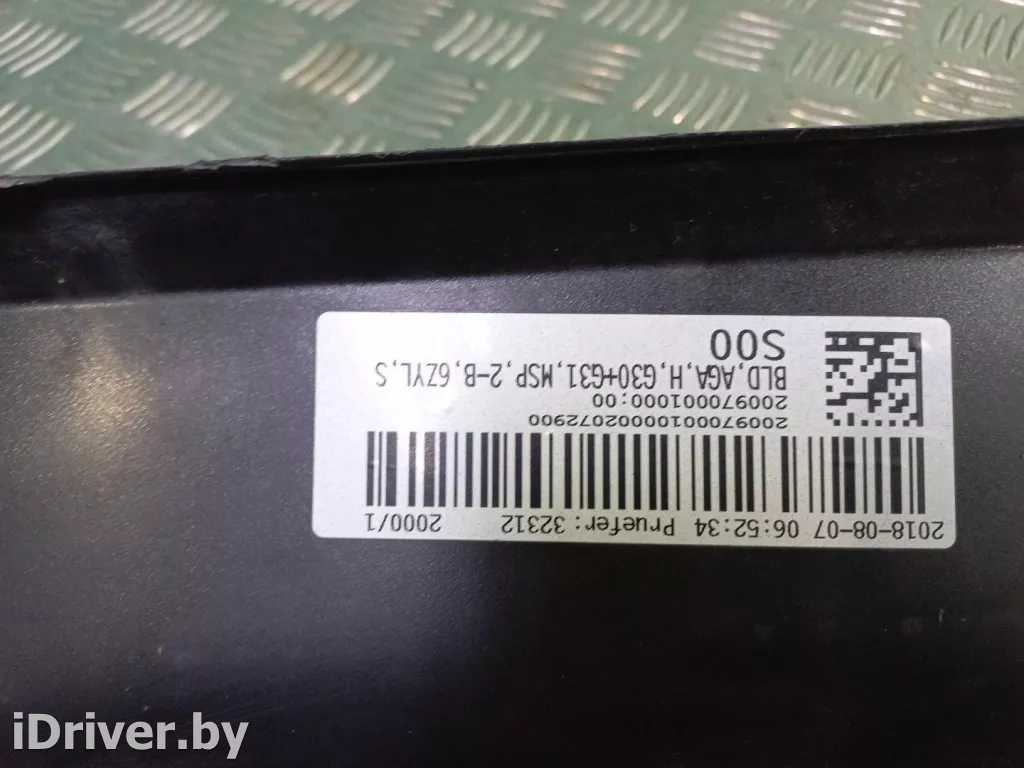 2018-08-07 06:52:34 Pruefer: 32312 2000/1
200970001000002072900
200970001000:00
BLD,AGA,H,G30+G31,MSP,2-B,6ZYL,S
S00
iDriver.by